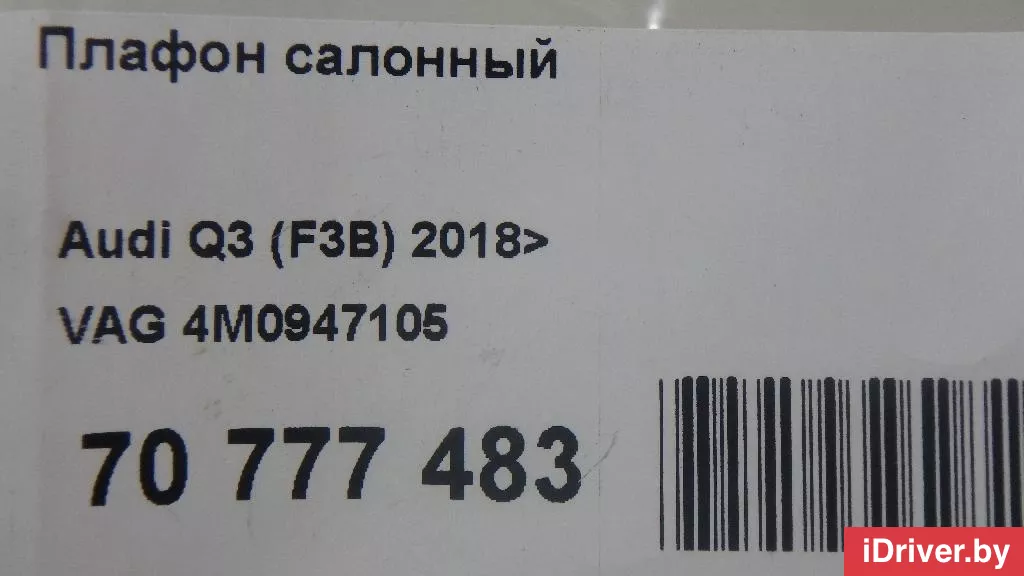 Плафон салонный
Audi Q3 (F3B) 2018>
VAG 4M0947105
70 777 483
iDriver.by